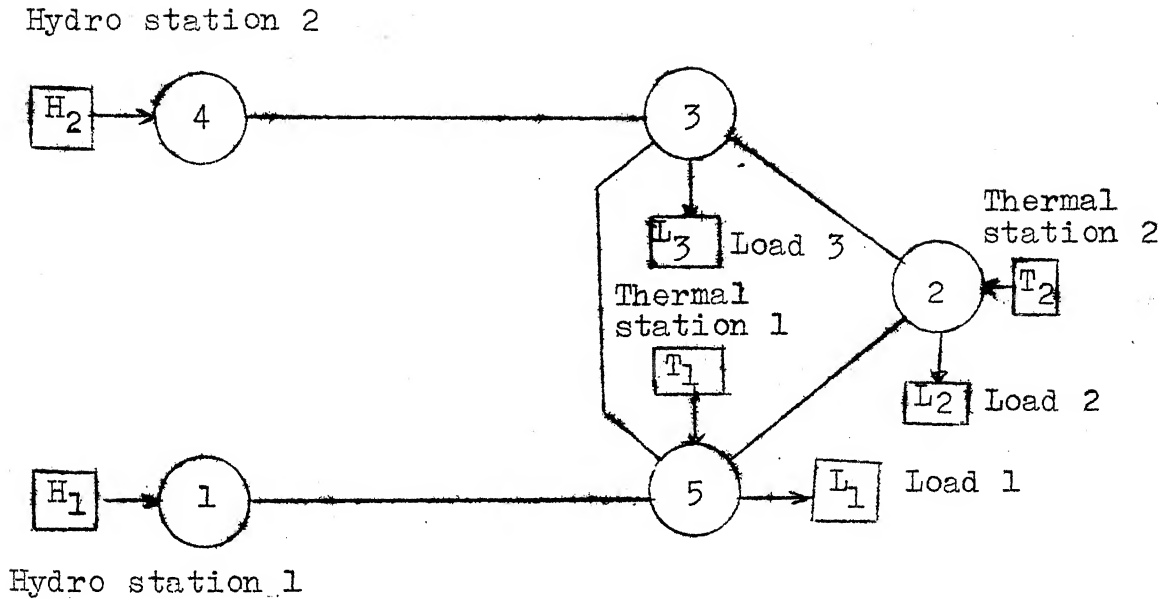 Hydro station 2
H2
4
3
Thermal
station 2
L3 Load 3
2
T2
Thermal
station 1
T1
L2 Load 2
H1
1
5
L1 Load 1
Hydro station 1